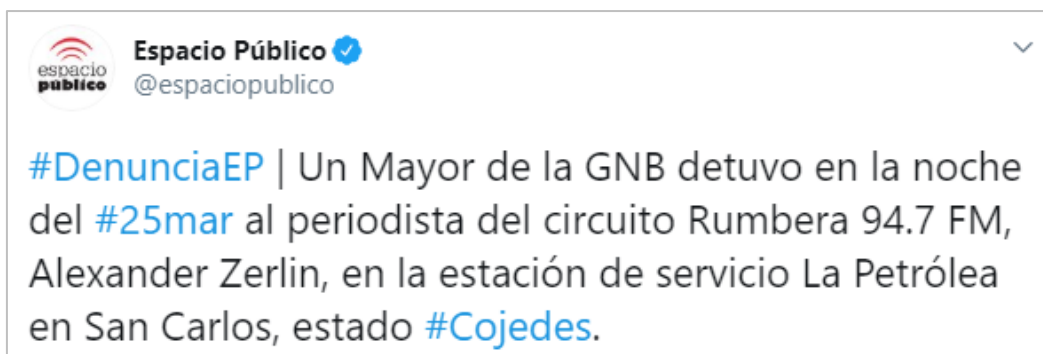 espacio
público
Espacio Público
@espaciopublico
#DenunciaEP | Un Mayor de la GNB detuvo en la noche
del #25mar al periodista del circuito Rumbera 94.7 FM,
Alexander Zerlin, en la estación de servicio La Petrólea
en San Carlos, estado #Cojedes.